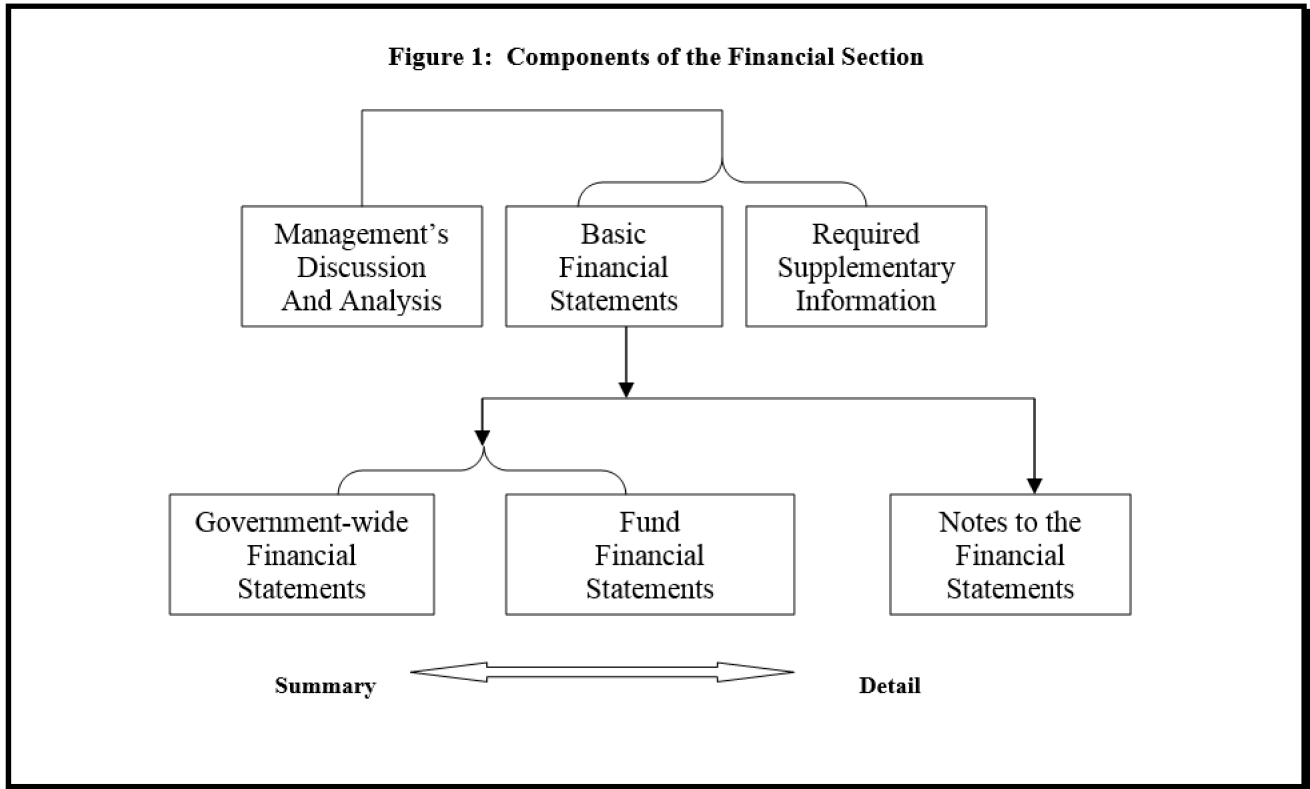 Figure 1:  Components of the Financial Section
Management’s
Discussion
And Analysis
Basic
Financial
Statements
Required
Supplementary
Information
Government-wide
Financial
Statements
Fund
Financial
Statements
Notes to the
Financial
Statements
Summary
Detail